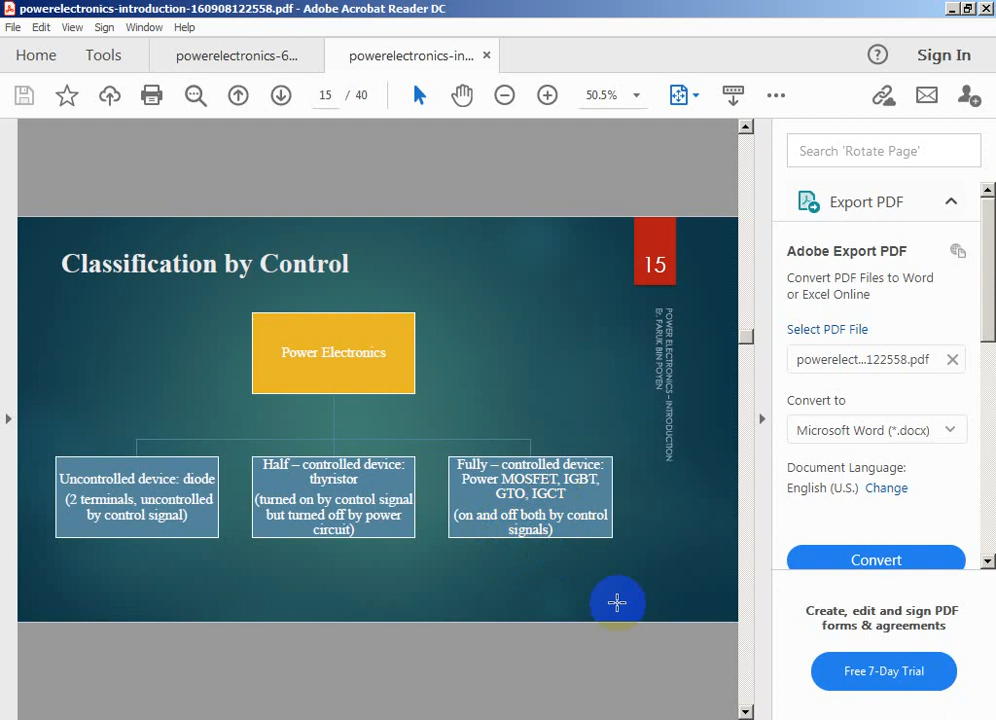 powerelectronics-introduction-160908122558.pdf - Adobe Acrobat Reader DC
File Edit View Sign Window Help
Home Tools powerelectronics-6... powerelectronics-in... × Sign In
15 / 40 50.5%
Search 'Rotate Page'
Export PDF
Adobe Export PDF
Convert PDF Files to Word
or Excel Online
Select PDF File
powerelect...122558.pdf
Convert to
Microsoft Word (*.docx)
Document Language:
English (U.S.) Change
Convert
Create, edit and sign PDF
forms & agreements
Free 7-Day Trial
Classification by Control
15
POWER ELECTRONICS – INTRODUCTION
Er. FARUK BIN POYEN
Power Electronics
Uncontrolled device: diode
(2 terminals, uncontrolled
by control signal)
Half – controlled device:
thyristor
(turned on by control signal
but turned off by power
circuit)
Fully – controlled device:
Power MOSFET, IGBT,
GTO, IGCT
(on and off both by control
signals)